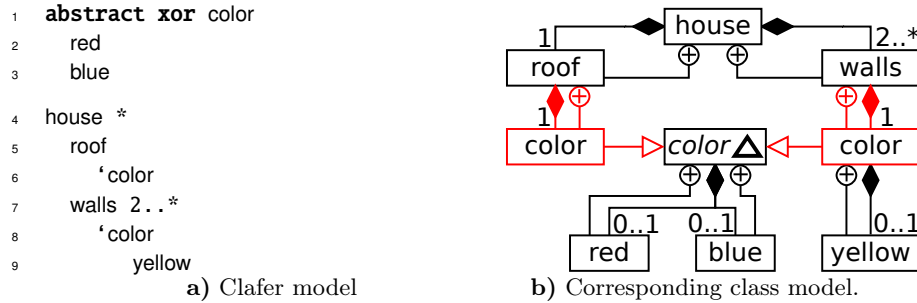 1 abstract xor color
2 red
3 blue
4 house *
5 roof
6 ‘color
7 walls 2..*
8 ‘color
9 yellow
a) Clafer model
house
1
2..*
roof
walls
1
1
color
color
color
0..1
0..1
0..1
red
blue
yellow
b) Corresponding class model.